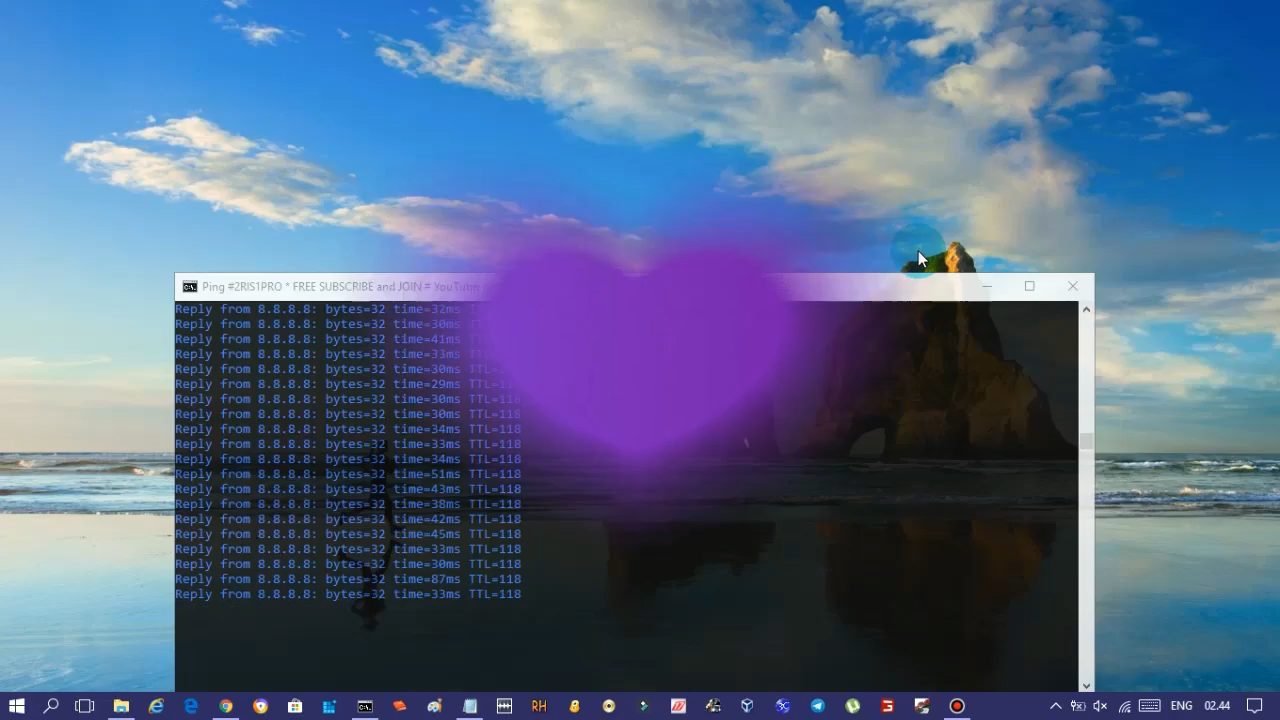 Ping #2RIS1PRO * FREE SUBSCRIBE and JOIN # YouTube
Reply from 8.8.8.8: bytes=32 time=32ms
Reply from 8.8.8.8: bytes=32 time=30ms
Reply from 8.8.8.8: bytes=32 time=41ms
Reply from 8.8.8.8: bytes=32 time=33ms
Reply from 8.8.8.8: bytes=32 time=30ms
Reply from 8.8.8.8: bytes=32 time=29ms
Reply from 8.8.8.8: bytes=32 time=30ms TTL=118
Reply from 8.8.8.8: bytes=32 time=30ms TTL=118
Reply from 8.8.8.8: bytes=32 time=34ms TTL=118
Reply from 8.8.8.8: bytes=32 time=33ms TTL=118
Reply from 8.8.8.8: bytes=32 time=34ms TTL=118
Reply from 8.8.8.8: bytes=32 time=51ms TTL=118
Reply from 8.8.8.8: bytes=32 time=43ms TTL=118
Reply from 8.8.8.8: bytes=32 time=38ms TTL=118
Reply from 8.8.8.8: bytes=32 time=42ms TTL=118
Reply from 8.8.8.8: bytes=32 time=45ms TTL=118
Reply from 8.8.8.8: bytes=32 time=33ms TTL=118
Reply from 8.8.8.8: bytes=32 time=30ms TTL=118
Reply from 8.8.8.8: bytes=32 time=87ms TTL=118
Reply from 8.8.8.8: bytes=32 time=33ms TTL=118
RH
ENG
02.44